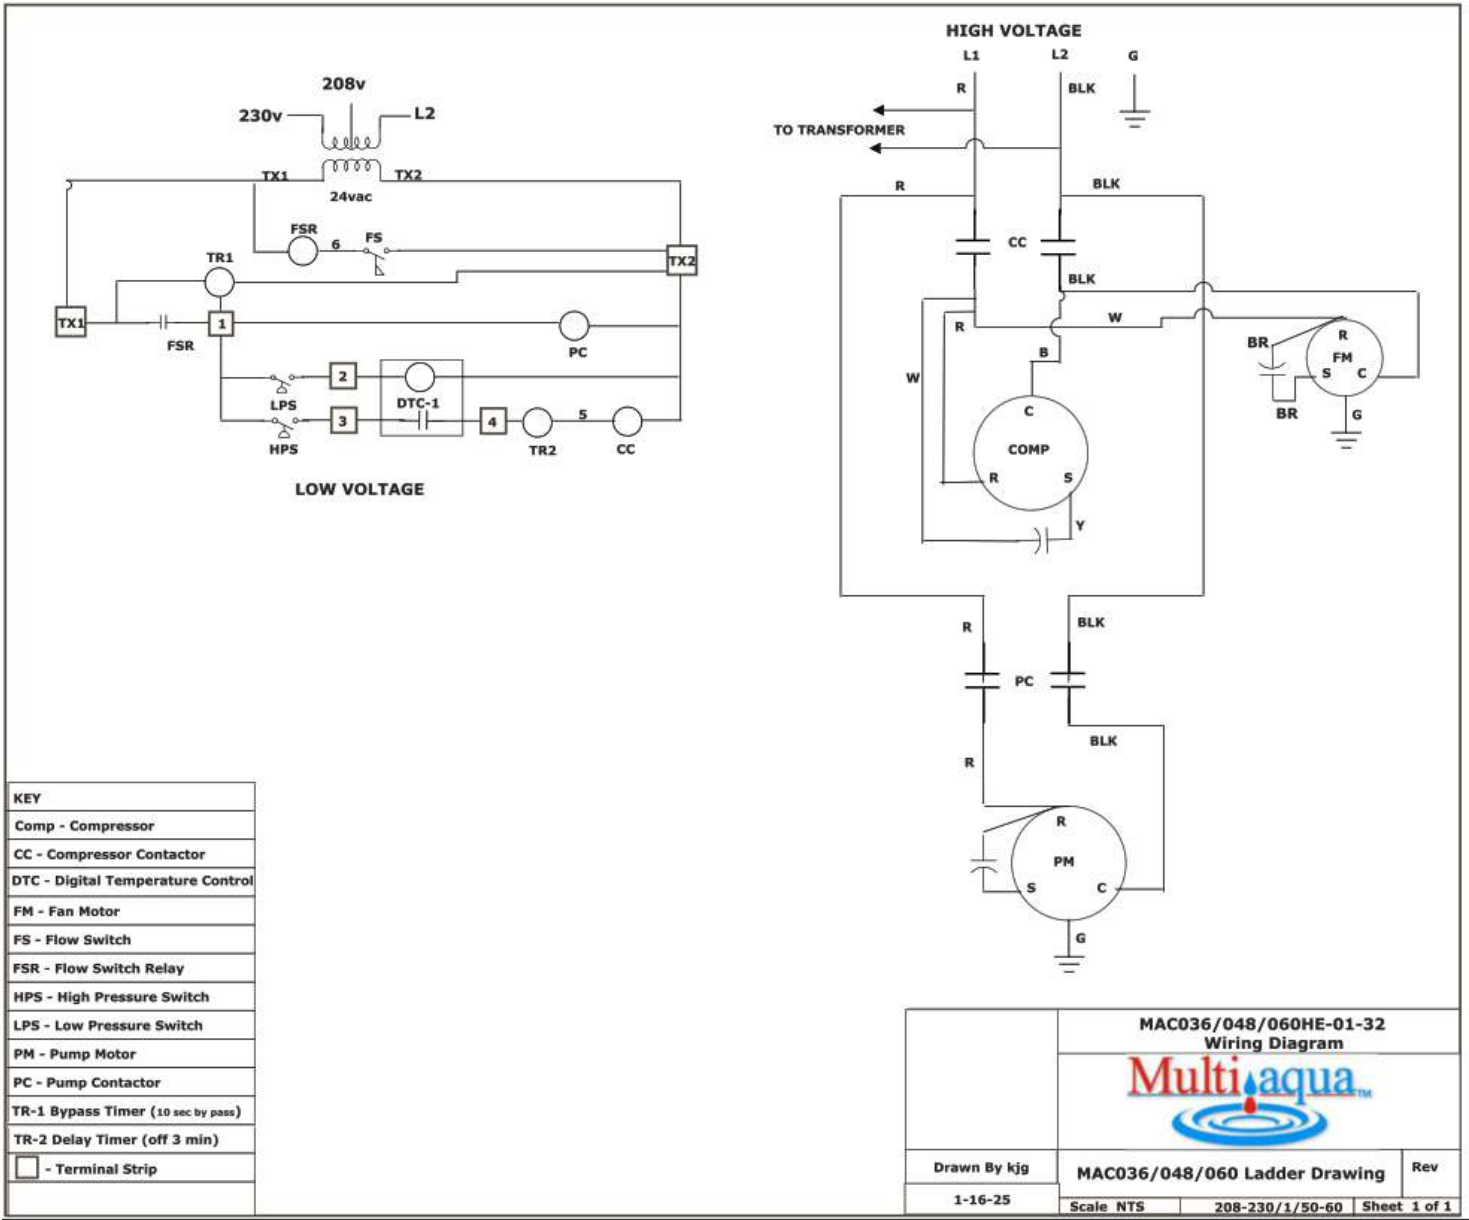 HIGH VOLTAGE
L1 L2 G
208v
230v L2
TX1 TX2
24vac
FSR 6 FS
TR1
TX2
TX1 1
FSR PC
2
LPS DTC-1
3 4 5
HPS TR2 CC
LOW VOLTAGE
R BLK
TO TRANSFORMER
R BLK
CC
BLK
R W
W B
BR R
FM
S C
BR G
C
COMP
R S
Y
R BLK
PC
BLK
R
R
PM
S C
G
KEY
Comp - Compressor
CC - Compressor Contactor
DTC - Digital Temperature Control
FM - Fan Motor
FS - Flow Switch
FSR - Flow Switch Relay
HPS - High Pressure Switch
LPS - Low Pressure Switch
PM - Pump Motor
PC - Pump Contactor
TR-1 Bypass Timer (10 sec by pass)
TR-2 Delay Timer (off 3 min)
- Terminal Strip
MAC036/048/060HE-01-32
Wiring Diagram
Multiaqua™
Drawn By kjg
MAC036/048/060 Ladder Drawing
Rev
1-16-25
Scale NTS
208-230/1/50-60
Sheet 1 of 1